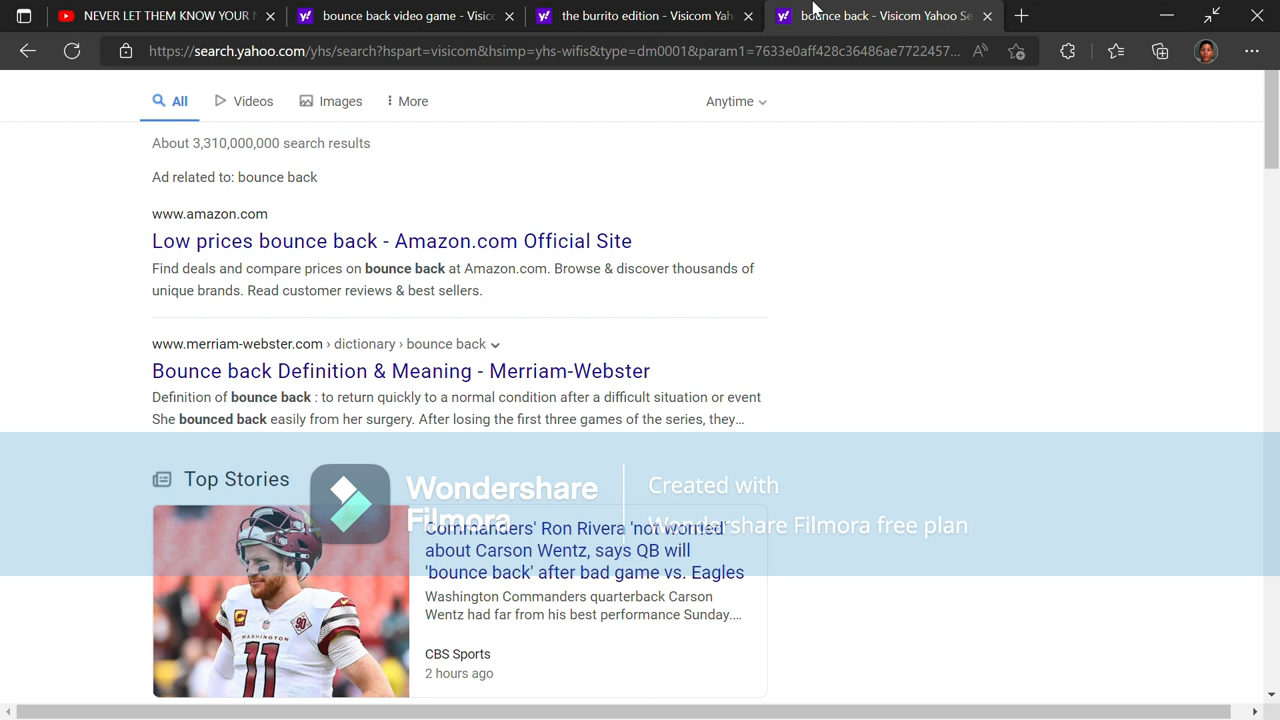 NEVER LET THEM KNOW YOUR
bounce back video game - Visic
the burrito edition - Visicom Yah
bounce back - Visicom Yahoo Se
https://search.yahoo.com/yhs/search?hspart=visicom&hsimp=yhs-wifis&type=dm0001&param1=7633e0aff428c36486ae7722457...
All
Videos
Images
More
Anytime
About 3,310,000,000 search results
Ad related to: bounce back
www.amazon.com
Low prices bounce back - Amazon.com Official Site
Find deals and compare prices on bounce back at Amazon.com. Browse & discover thousands of
unique brands. Read customer reviews & best sellers.
www.merriam-webster.com › dictionary › bounce back
Bounce back Definition & Meaning - Merriam-Webster
Definition of bounce back : to return quickly to a normal condition after a difficult situation or event
She bounced back easily from her surgery. After losing the first three games of the series, they...
Top Stories
Wondershare
Filmora
Created with
Wondershare Filmora free plan
Commanders' Ron Rivera 'not worried'
about Carson Wentz, says QB will
'bounce back' after bad game vs. Eagles
Washington Commanders quarterback Carson
Wentz had far from his best performance Sunday....
CBS Sports
2 hours ago
WASHINGTON
11
90